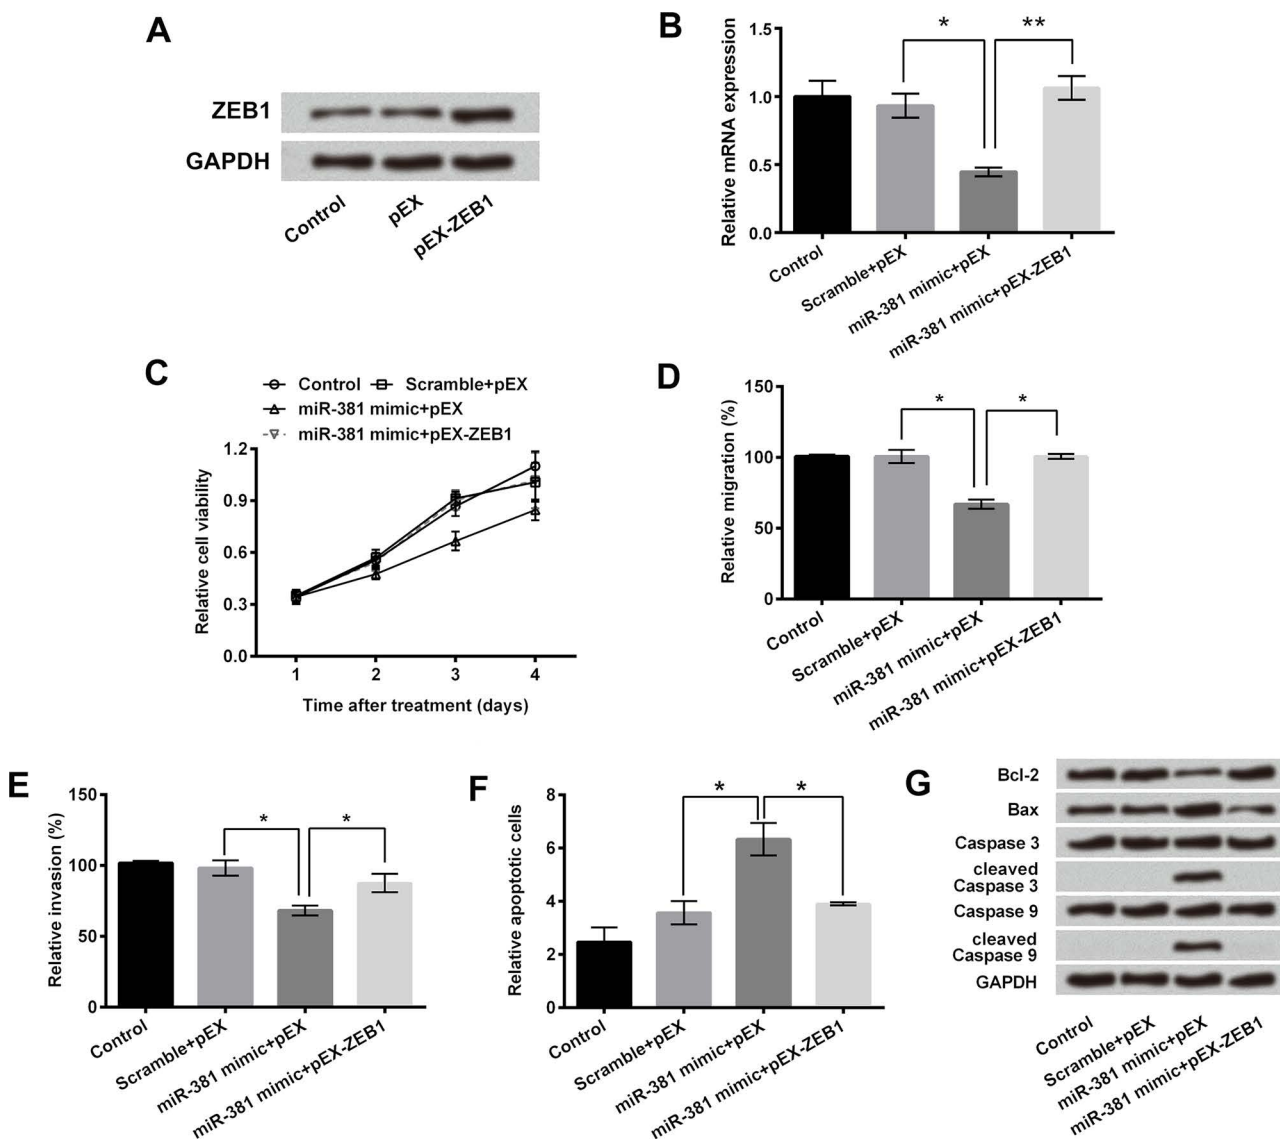 A
ZEB1
GAPDH
Control
pEX
pEX-ZEB1
B
Relative mRNA expression
1.5
1.0
0.5
0.0
*
**
Control
Scramble+pEX
miR-381 mimic+pEX
miR-381 mimic+pEX-ZEB1
C
Control
Scramble+pEX
miR-381 mimic+pEX
miR-381 mimic+pEX-ZEB1
Relative cell viability
1.2
0.9
0.6
0.3
0.0
1 2 3 4
Time after treatment (days)
D
Relative migration (%)
150
100
50
0
*
*
Control
Scramble+pEX
miR-381 mimic+pEX
miR-381 mimic+pEX-ZEB1
E
Relative invasion (%)
150
100
50
0
*
*
Control
Scramble+pEX
miR-381 mimic+pEX
miR-381 mimic+pEX-ZEB1
F
Relative apoptotic cells
8
6
4
2
0
*
*
Control
Scramble+pEX
miR-381 mimic+pEX
miR-381 mimic+pEX-ZEB1
G
Bcl-2
Bax
Caspase 3
cleaved
Caspase 3
Caspase 9
cleaved
Caspase 9
GAPDH
Control
Scramble+pEX
miR-381 mimic+pEX
miR-381 mimic+pEX-ZEB1